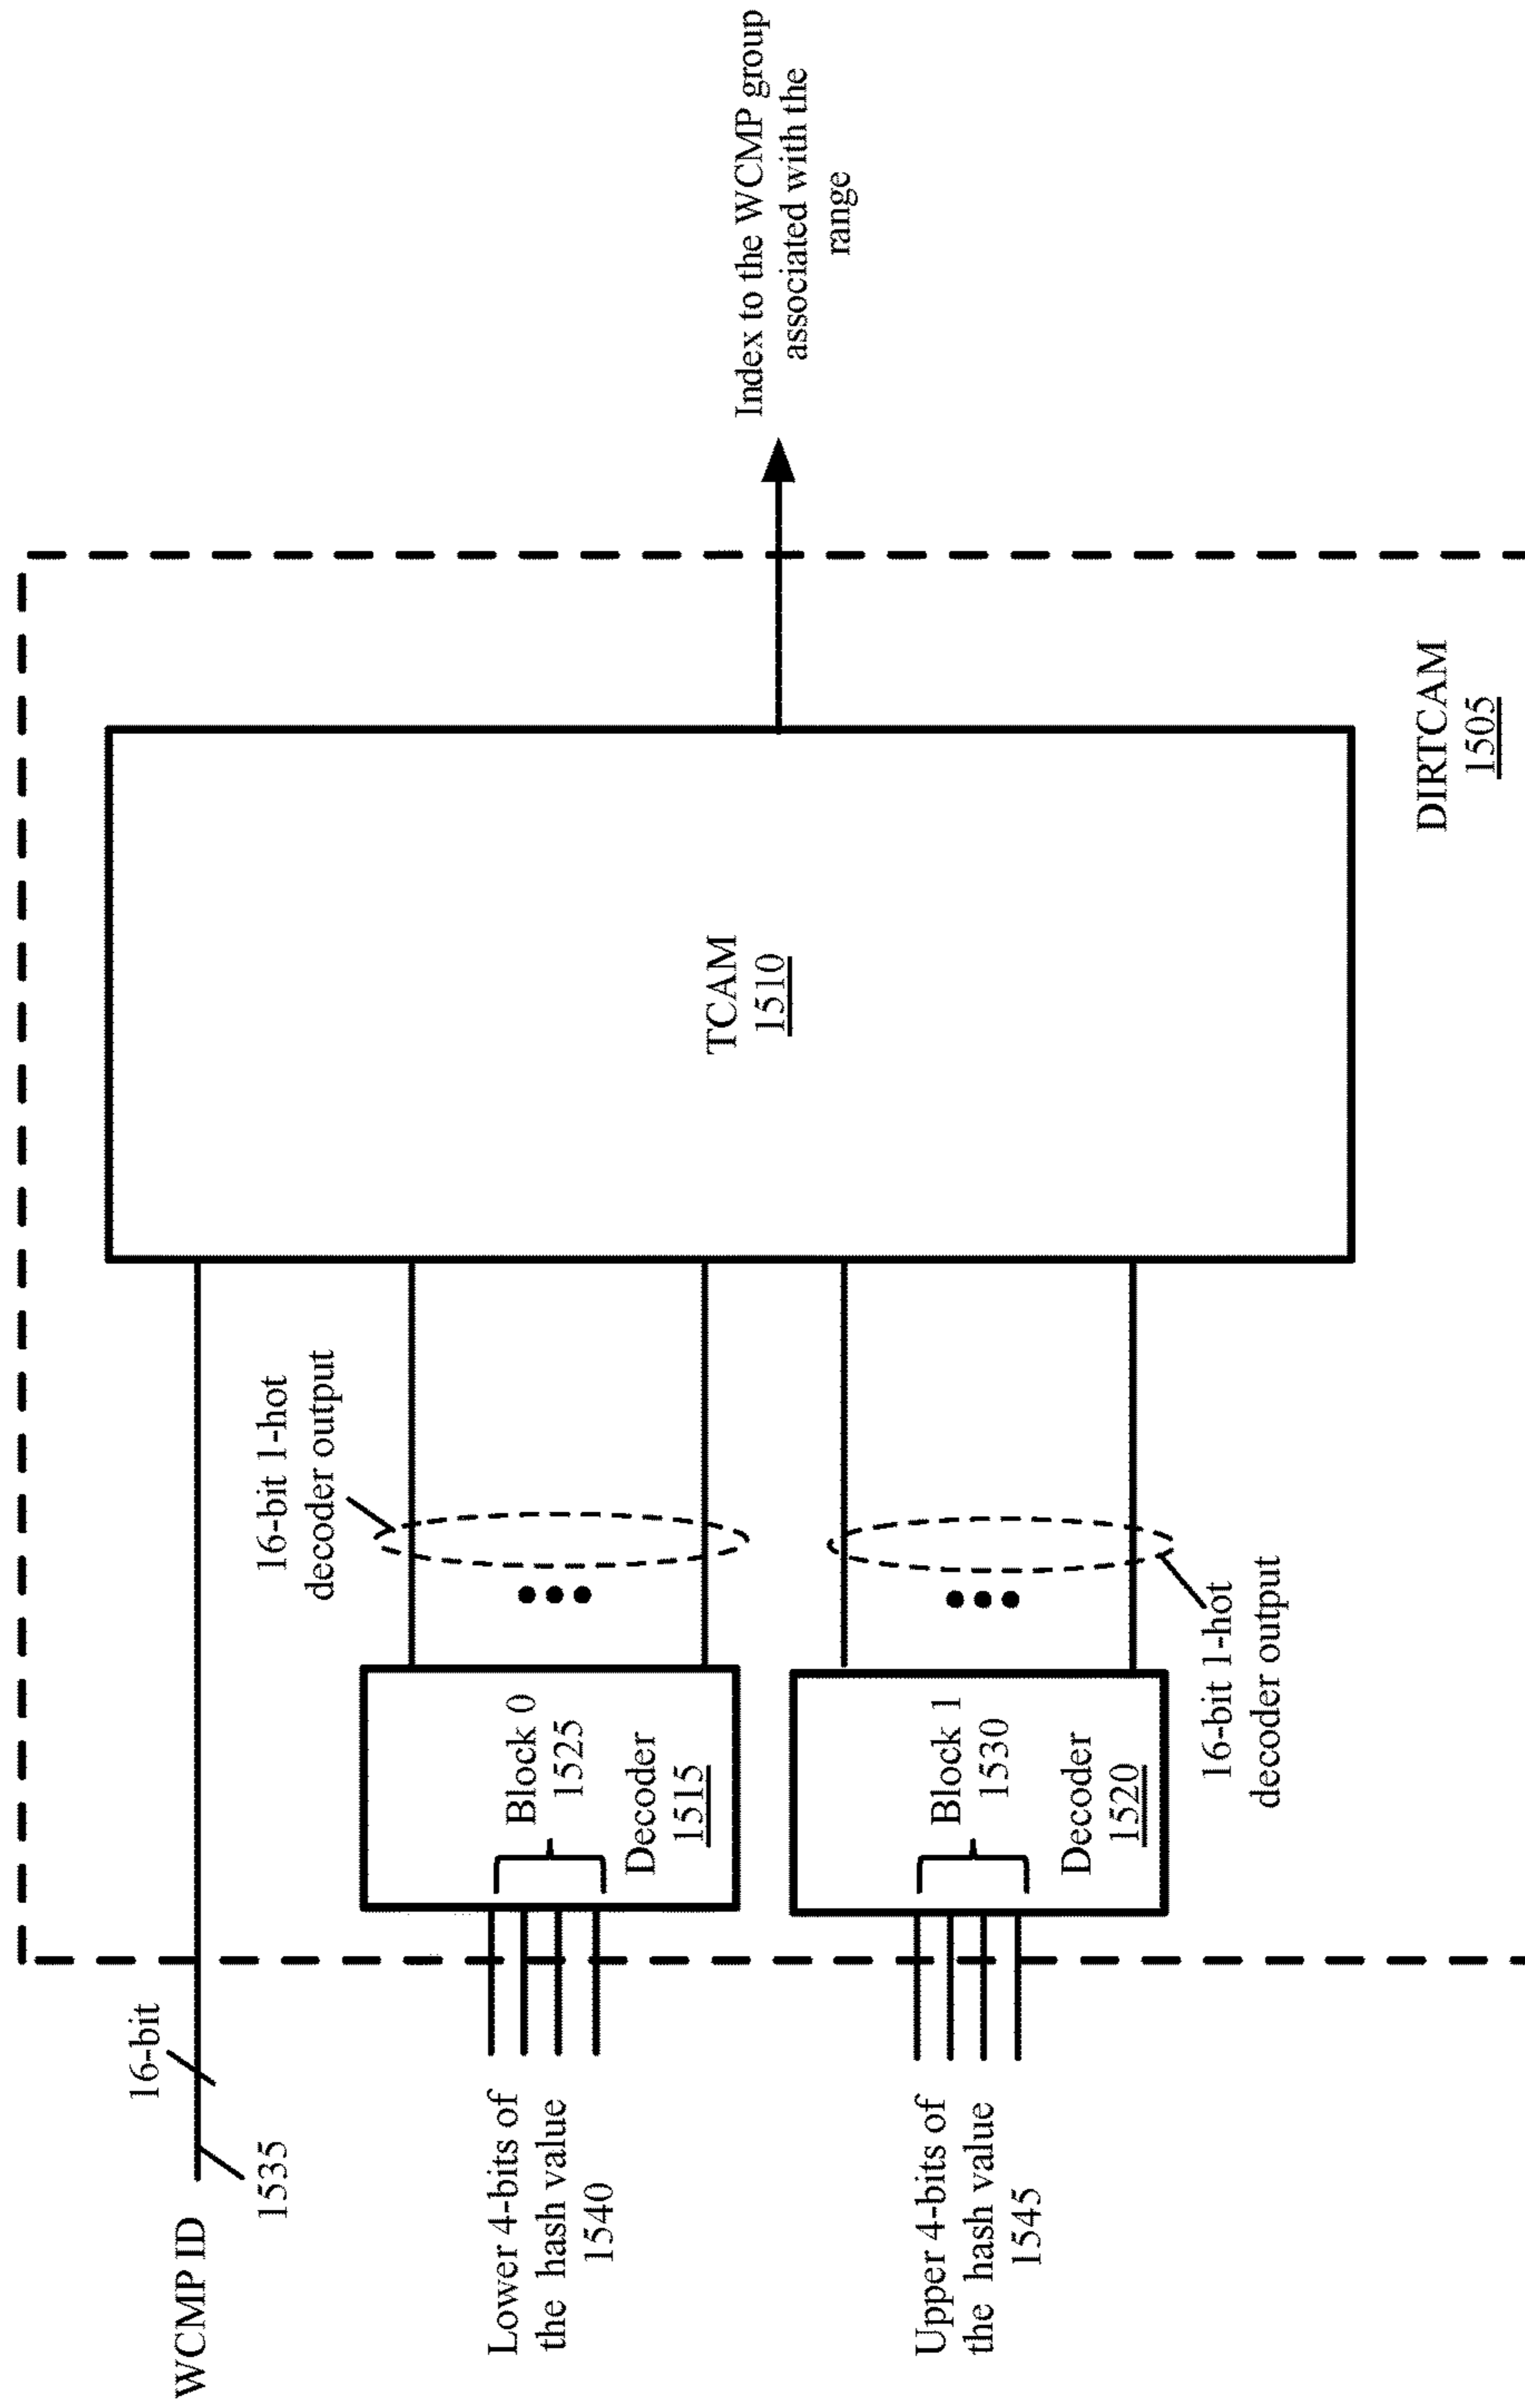 WCMP ID
1535
16-bit
Lower 4-bits of
the hash value
1540
Block 0
1525
Decoder
1515
16-bit 1-hot
decoder output
Upper 4-bits of
the hash value
1545
Block 1
1530
Decoder
1520
16-bit 1-hot
decoder output
TCAM
1510
DIRTCAM
1505
Index to the WCMP group
associated with the
range